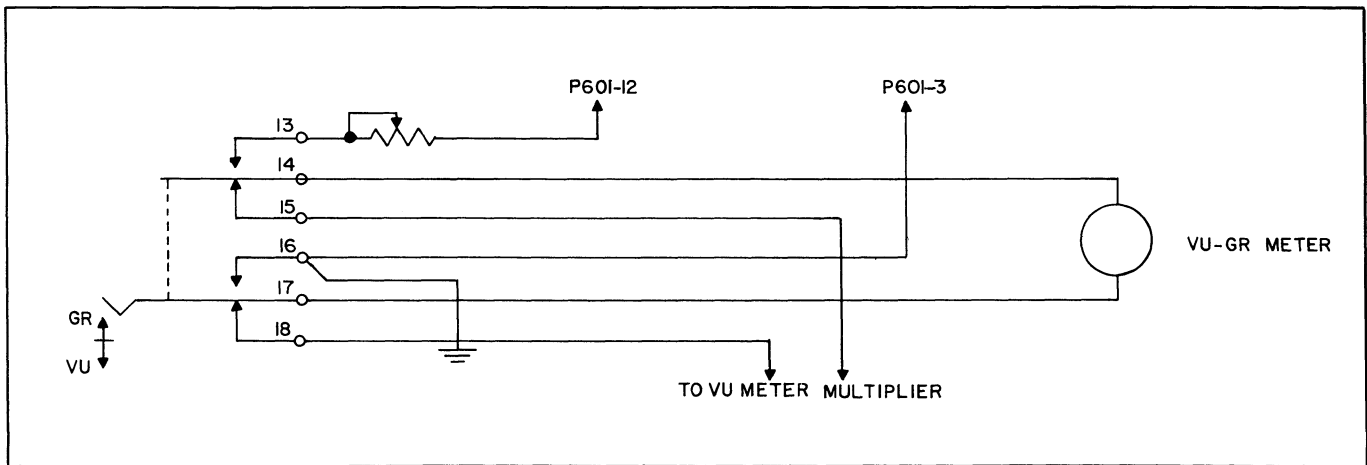 P601-12
P601-3
13
14
15
16
17
18
GR
VU
VU-GR METER
TO VU METER MULTIPLIER